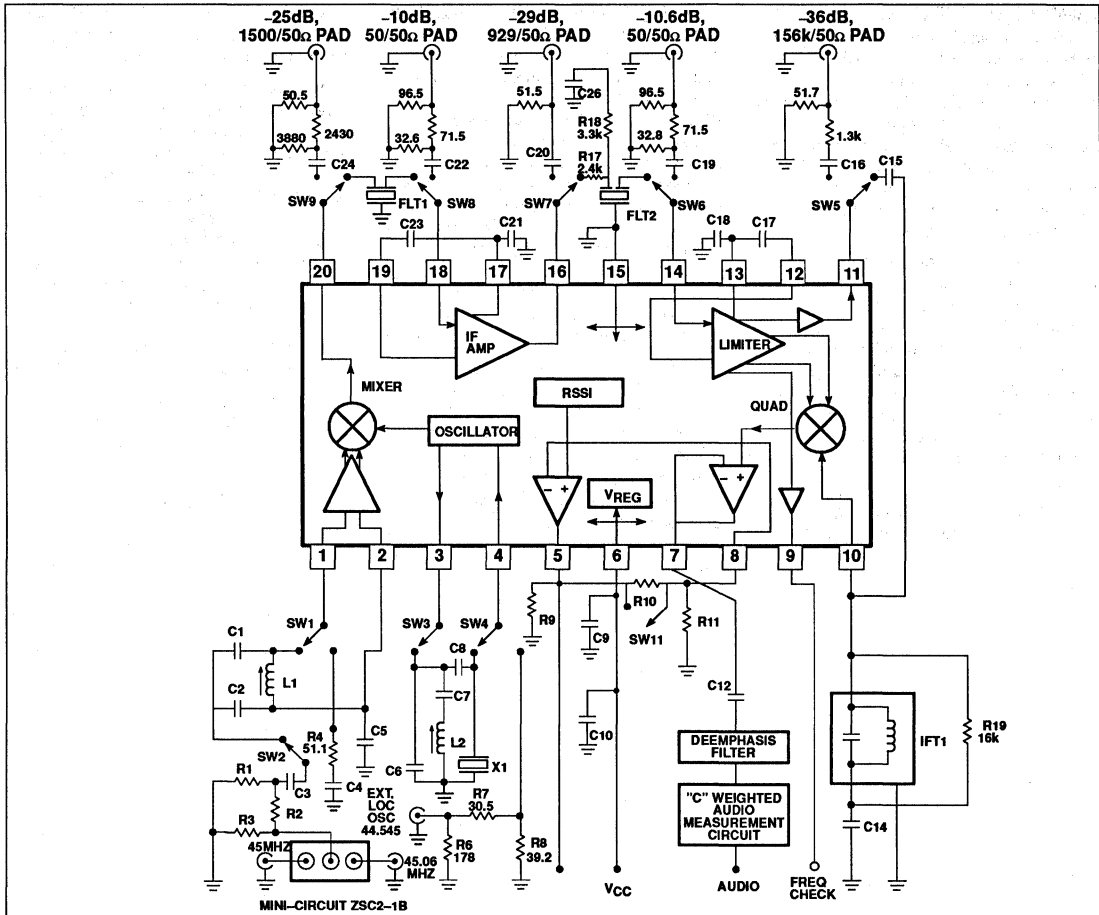 –25dB,
1500/50Ω PAD
–10dB,
50/50Ω PAD
–29dB,
929/50Ω PAD
–10.6dB,
50/50Ω PAD
–36dB,
156k/50Ω PAD
50.5
2430
3880
C24
96.5
71.5
32.6
C22
51.5
C20
C26
R18
3.3k
R17
2.4k
96.5
71.5
32.8
C19
51.7
1.3k
C16
C15
SW9
FLT1
SW8
SW7
FLT2
SW6
SW5
C23
C21
C18
C17
20
19
18
17
16
15
14
13
12
11
IF
AMP
LIMITER
MIXER
RSSI
QUAD
OSCILLATOR
– +
VREG
– +
1
2
3
4
5
6
7
8
9
10
SW1
C1
L1
C2
SW2
R4
51.1
C5
R1
C3
C4
R2
R3
45MHZ
45.06
MHZ
MINI–CIRCUIT ZSC2–1B
SW3
SW4
C8
C7
L2
C6
X1
EXT.
LOC
OSC
44.545
R7
30.5
R6
178
R8
39.2
R9
R10
SW11
R11
C9
C10
VCC
C12
DEEMPHASIS
FILTER
"C" WEIGHTED
AUDIO
MEASUREMENT
CIRCUIT
AUDIO
FREQ
CHECK
IFT1
R19
16k
C14